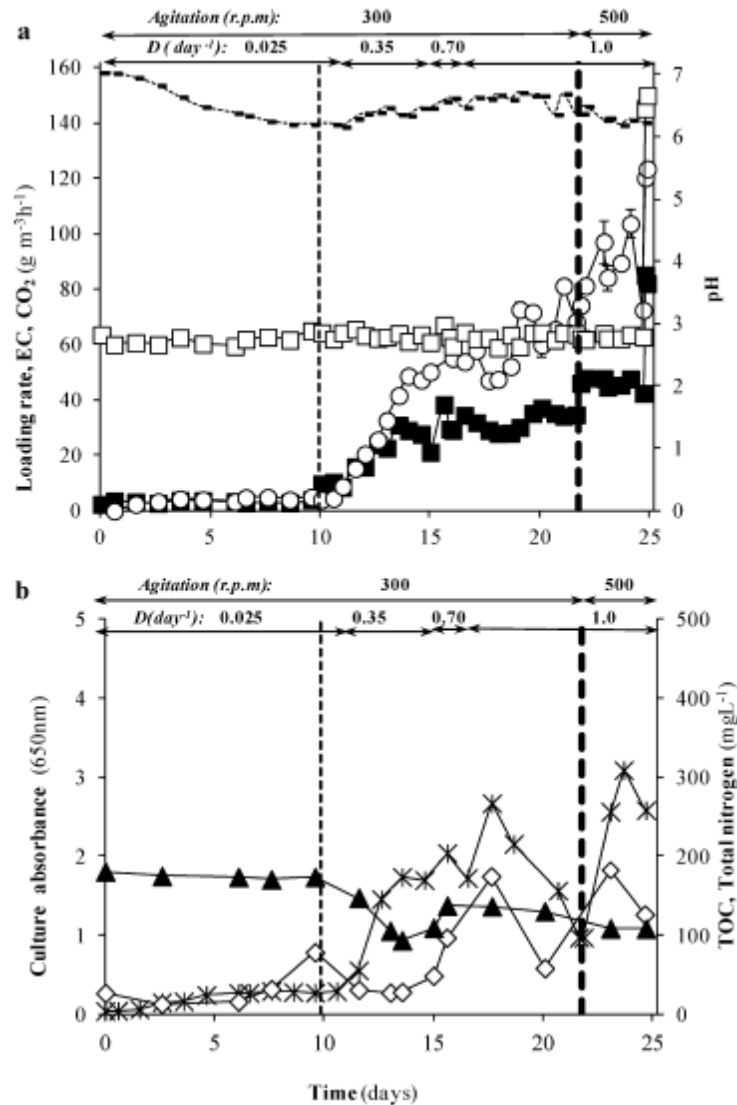 Agitation (r.p.m): 300 500
a
D (day-1): 0.025 0.35 0.70 1.0
160 7
140 6
120 5
100 4
80
60 3
40 2
20 1
0 0
0 5 10 15 20 25
Loading rate, EC, CO2 (g m-3h-1)
pH
Agitation (r.p.m): 300 500
b
D(day-1): 0.025 0.35 0.70 1.0
5 500
4 400
3 300
2 200
1 100
0 0
0 5 10 15 20 25
Culture absorbance (650nm)
TOC, Total nitrogen (mgL-1)
Time (days)